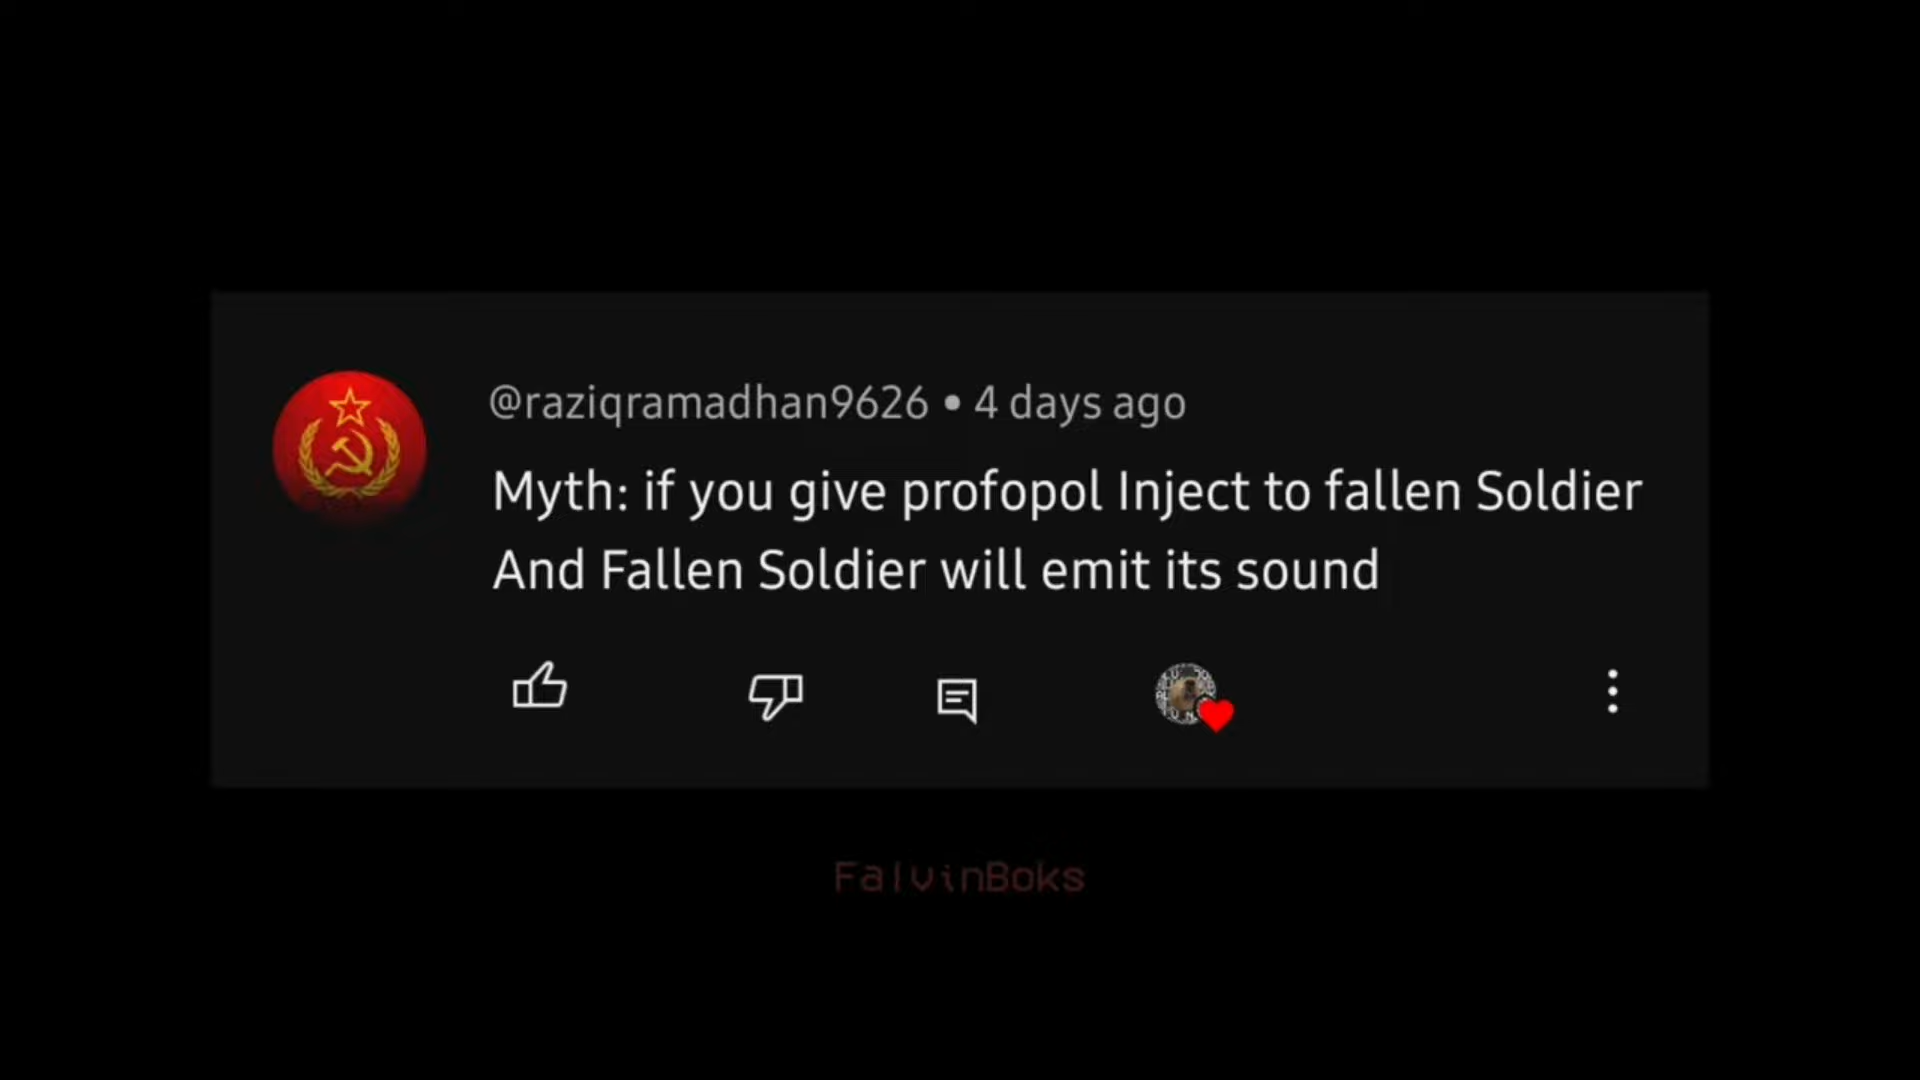 @raziqramadhan9626 • 4 days ago
Myth: if you give profopol Inject to fallen Soldier
And Fallen Soldier will emit its sound
FalvinBoks